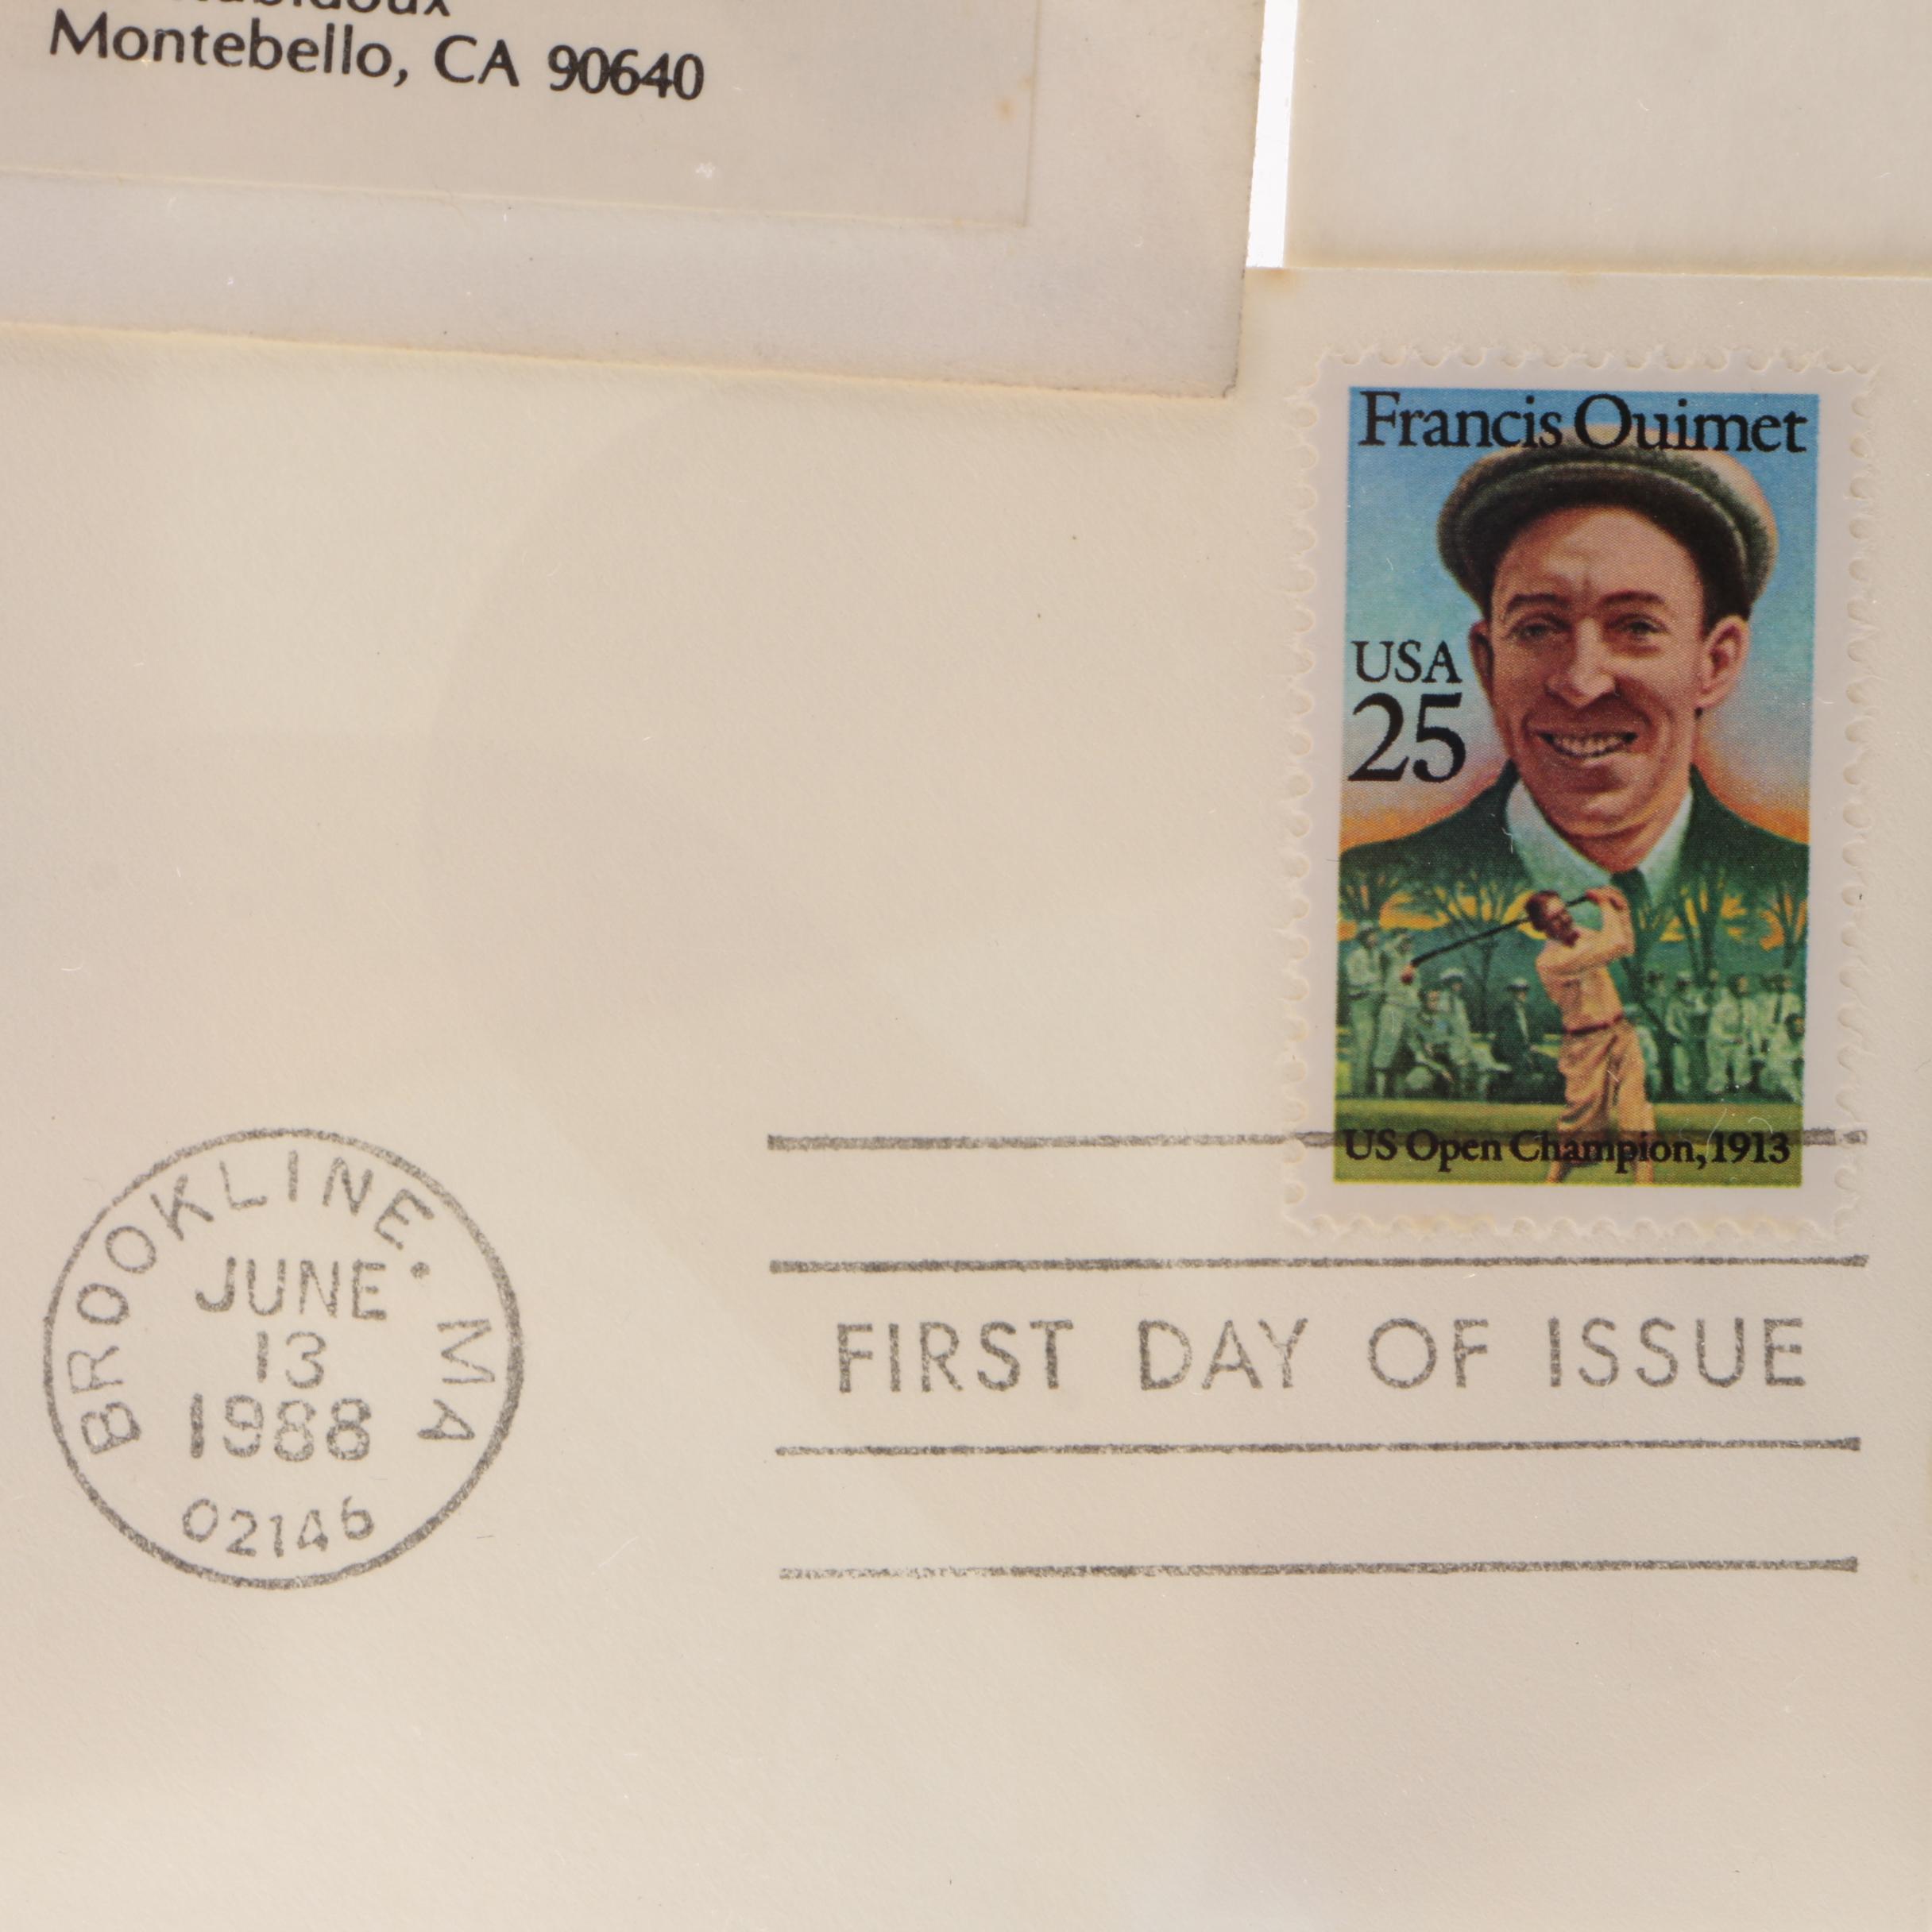 Montebello, CA 90640
Francis Ouimet
USA
25
US Open Champion, 1913
BROOKLINE. MA
JUNE
13
1988
02146
FIRST DAY OF ISSUE